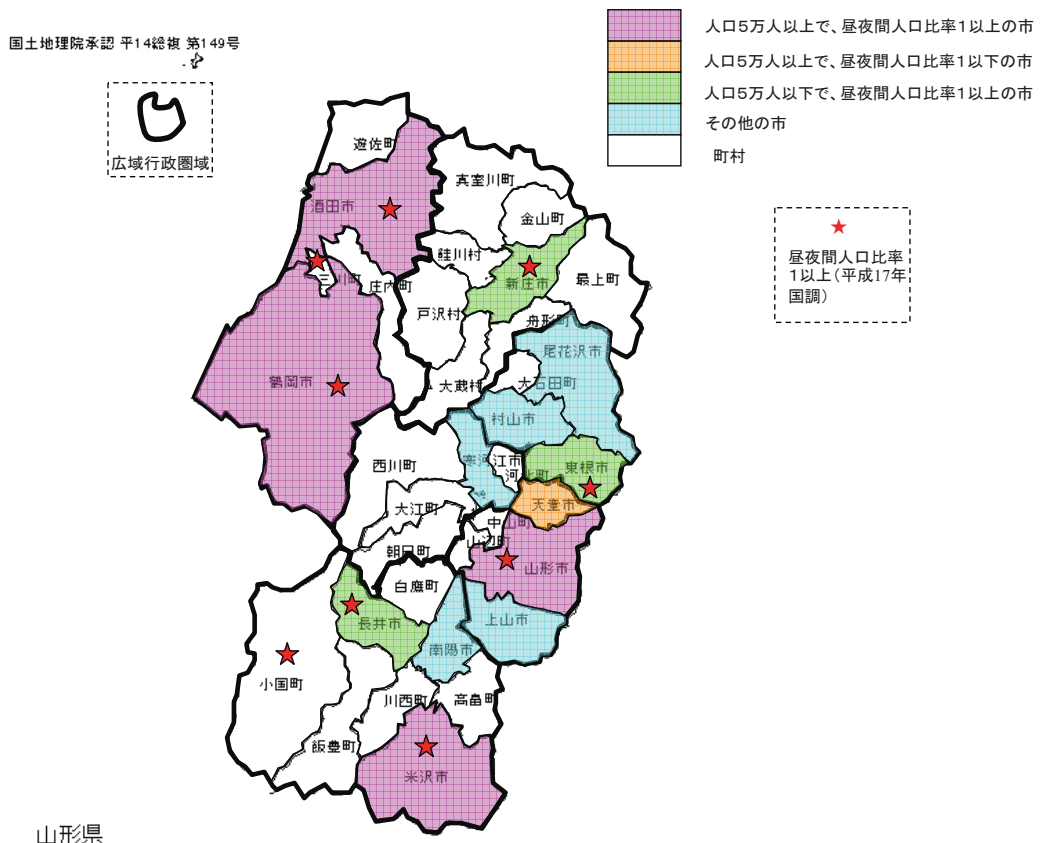 国土地理院承認 平14総複 第149号
広域行政圏域
人口5万人以上で、昼夜間人口比率1以上の市
人口5万人以上で、昼夜間人口比率1以下の市
人口5万人以下で、昼夜間人口比率1以上の市
その他の市
町村
昼夜間人口比率
1以上(平成17年
国調)
遊佐町
真室川町
酒田市
金山町
鮭川村
三川町
庄内町
新庄市
最上町
戸沢村
舟形町
尾花沢市
鶴岡市
大蔵村
大石田町
村山市
西川町
寒河江市
河北町
東根市
大江町
天童市
中山町
山辺町
朝日町
山形市
白鷹町
長井市
上山市
南陽市
小国町
川西町
高畠町
飯豊町
米沢市
山形県